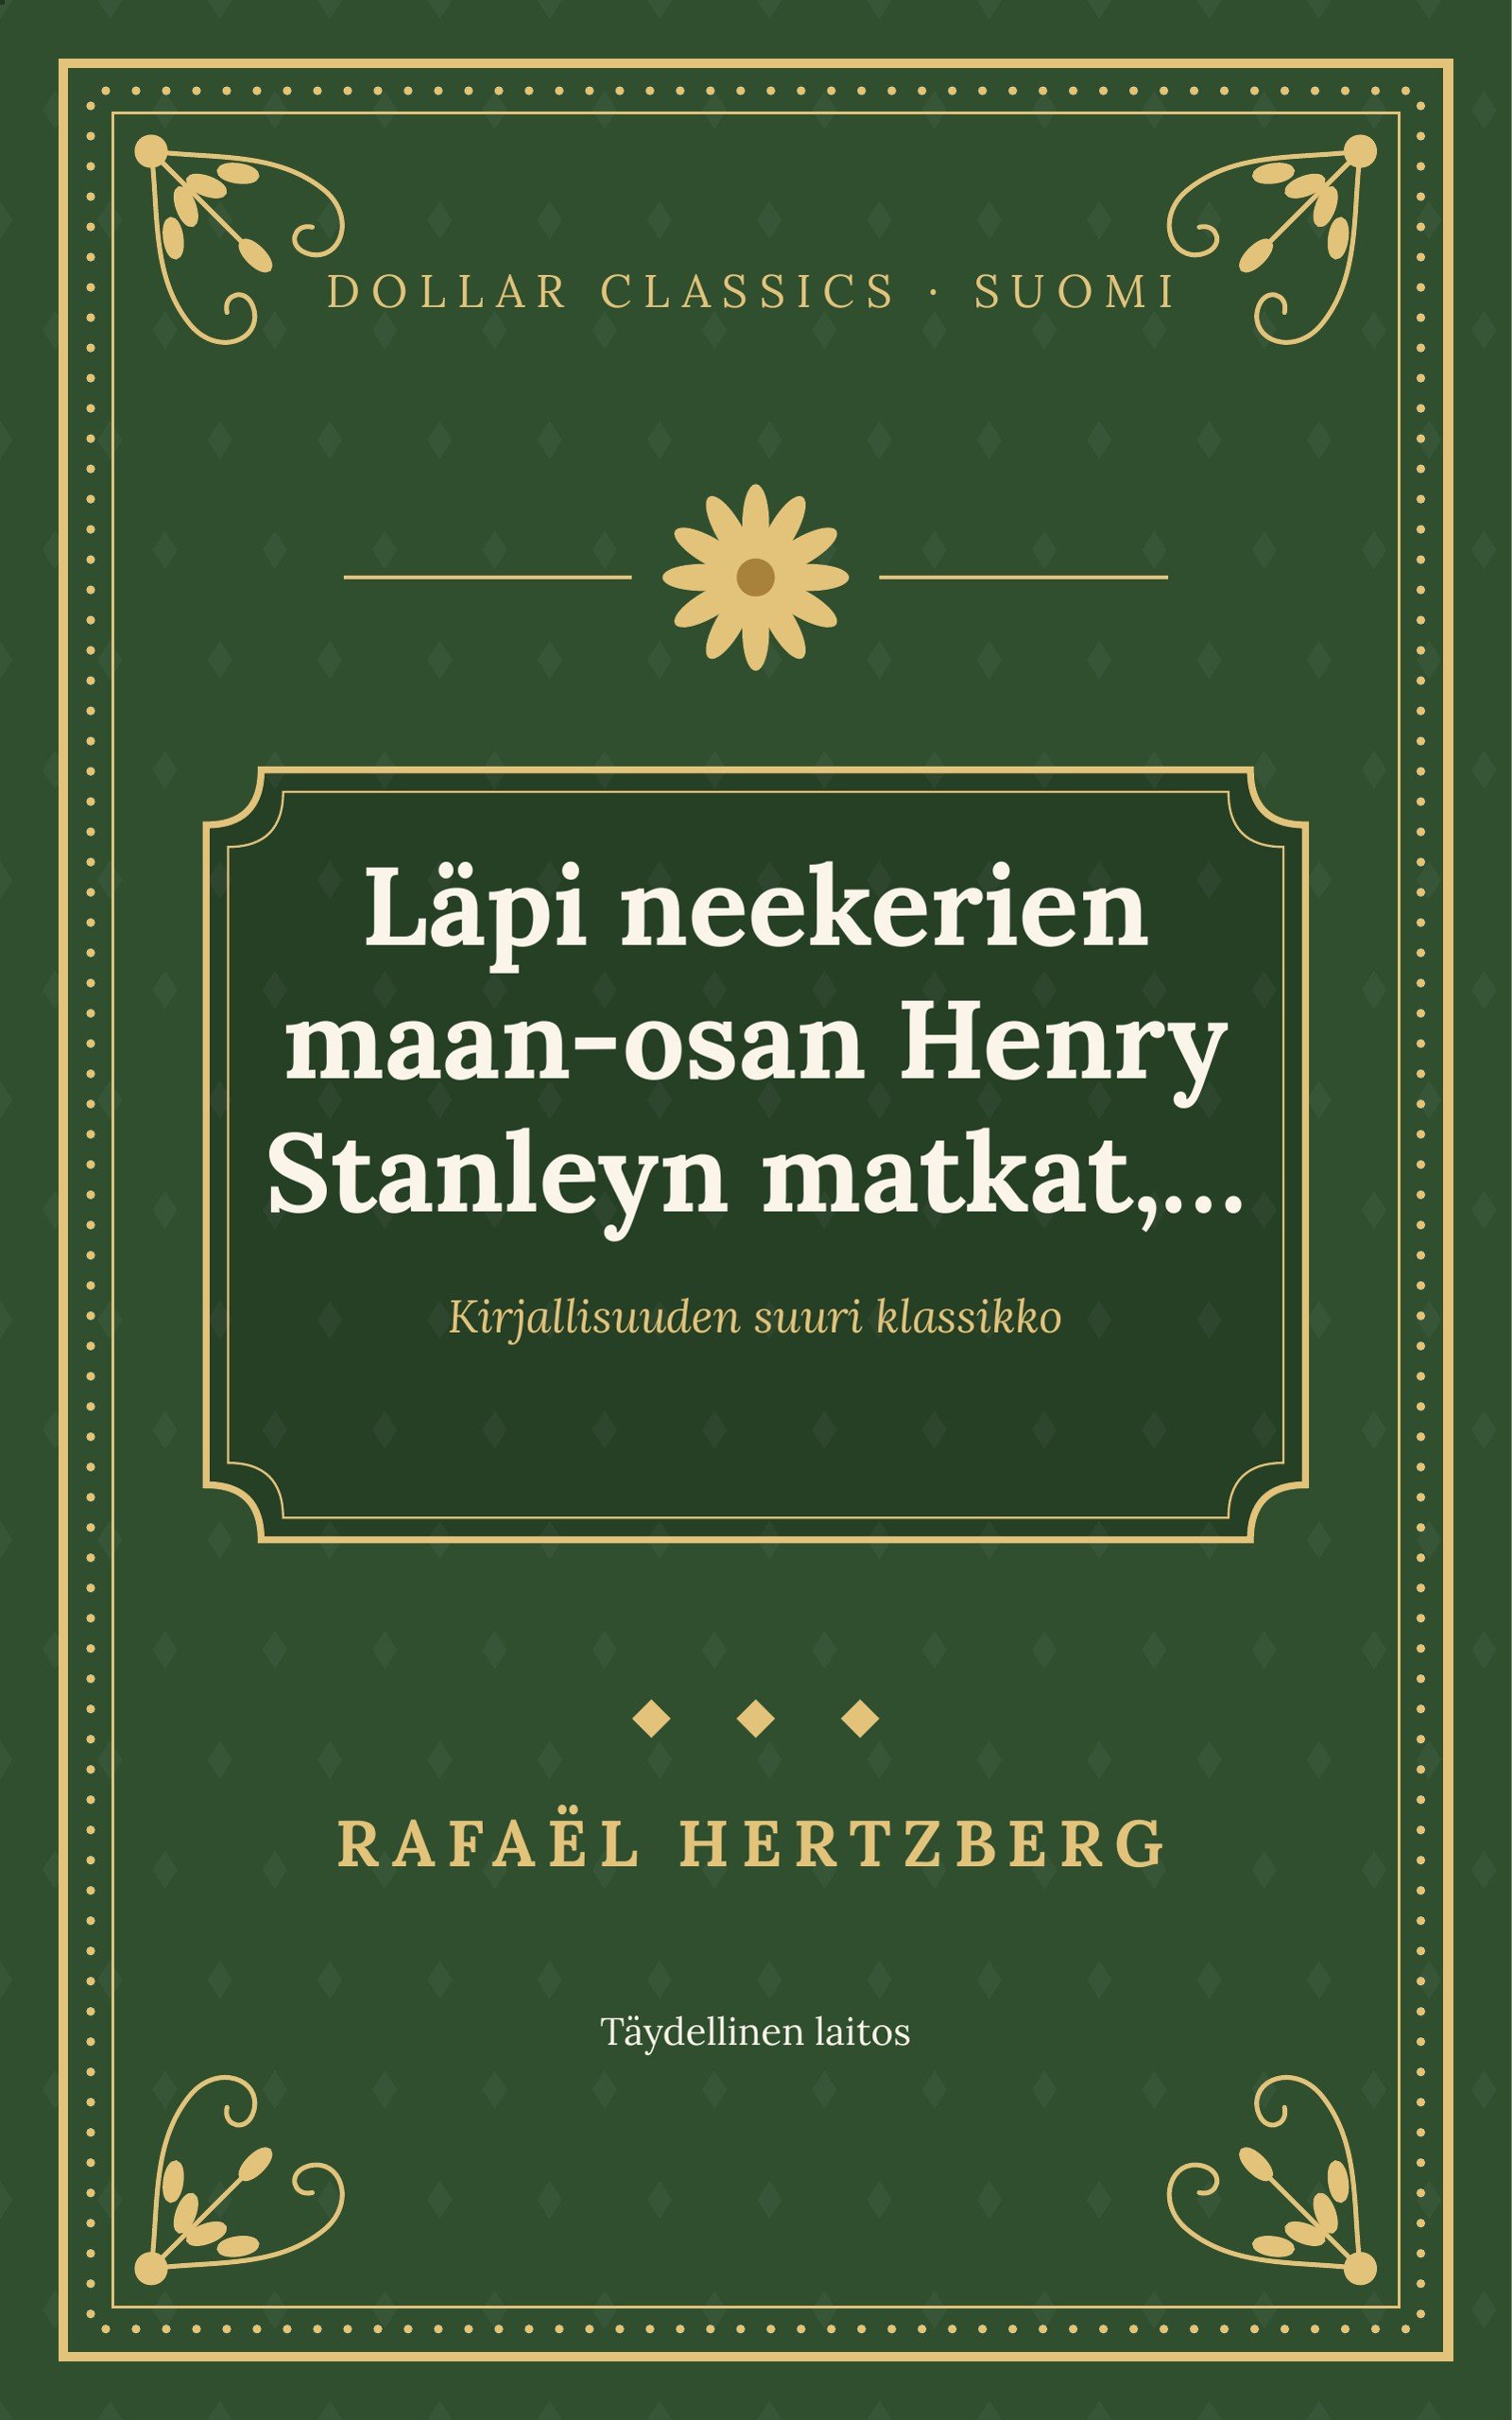 DOLLAR CLASSICS · SUOMI
Läpi neekerien
maan-osan Henry
Stanleyn matkat,...
Kirjallisuuden suuri klassikko
RAFAËL HERTZBERG
Täydellinen laitos